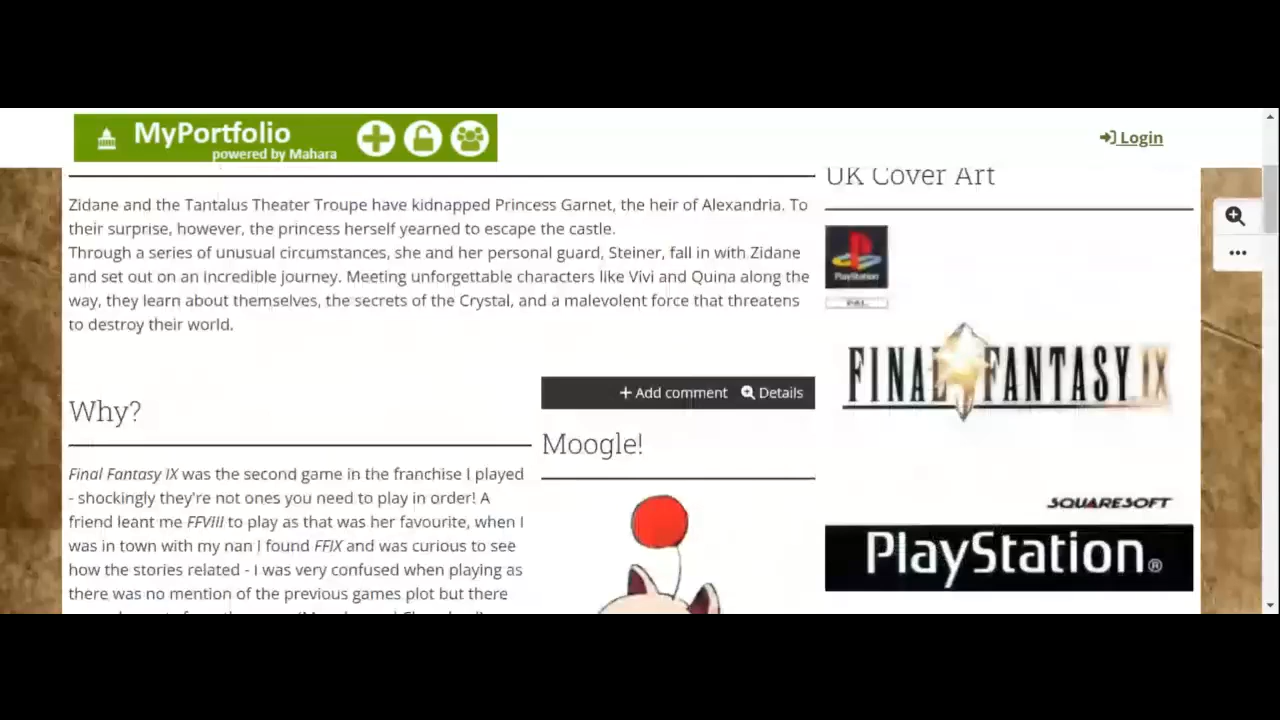 MyPortfolio
powered by Mahara
Login
Zidane and the Tantalus Theater Troupe have kidnapped Princess Garnet, the heir of Alexandria. To
their surprise, however, the princess herself yearned to escape the castle.
Through a series of unusual circumstances, she and her personal guard, Steiner, fall in with Zidane
and set out on an incredible journey. Meeting unforgettable characters like Vivi and Quina along the
way, they learn about themselves, the secrets of the Crystal, and a malevolent force that threatens
to destroy their world.
+ Add comment Details
Why?
Final Fantasy IX was the second game in the franchise I played
- shockingly they're not ones you need to play in order! A
friend leant me FFVIII to play as that was her favourite, when I
was in town with my nan I found FFIX and was curious to see
how the stories related - I was very confused when playing as
there was no mention of the previous games plot but there
Moogle!
UK Cover Art
PlayStation
PAL
FINAL FANTASY IX
SQUARESOFT
PlayStation®